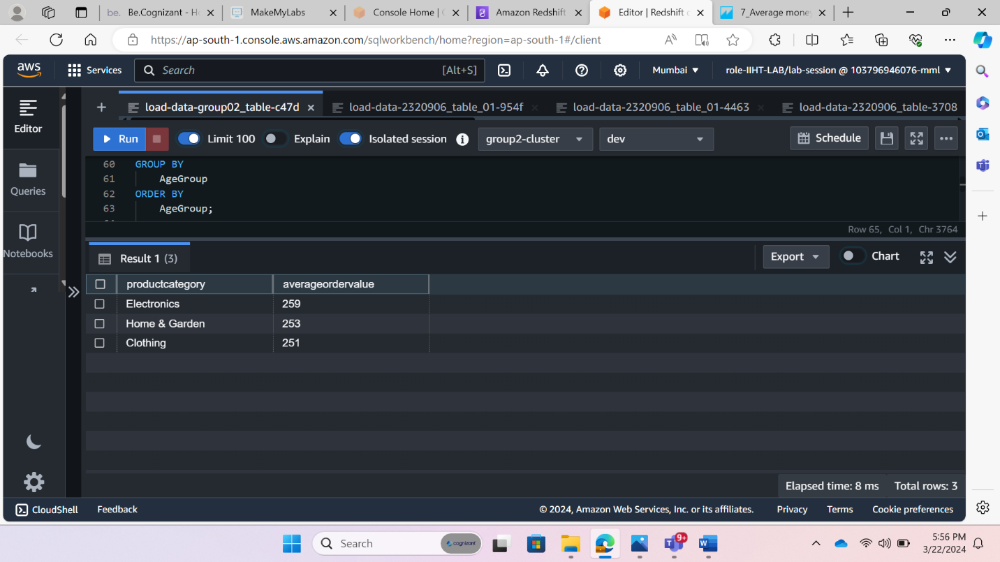 be. Be.Cognizant - H
MakeMyLabs
Console Home | 
Amazon Redshift
Editor | Redshift
7_Average money
https://ap-south-1.console.aws.amazon.com/sqlworkbench/home?region=ap-south-1#/client
aws
Services
Search [Alt+S]
Mumbai
role-IIHT-LAB/lab-session @ 103796946076-mml
Editor
Queries
Notebooks
load-data-group02_table-c47d
load-data-2320906_table_01-954f
load-data-2320906_table_01-4463
load-data-2320906_table-3708
Run
Limit 100
Explain
Isolated session
group2-cluster
dev
Schedule
60 GROUP BY
61 AgeGroup
62 ORDER BY
63 AgeGroup;
Row 65, Col 1, Chr 3764
Result 1 (3)
Export
Chart
productcategory averageordervalue
Electronics 259
Home & Garden 253
Clothing 251
Elapsed time: 8 ms Total rows: 3
CloudShell
Feedback
© 2024, Amazon Web Services, Inc. or its affiliates.
Privacy
Terms
Cookie preferences
Search
cognizant
9+
5:56 PM
3/22/2024